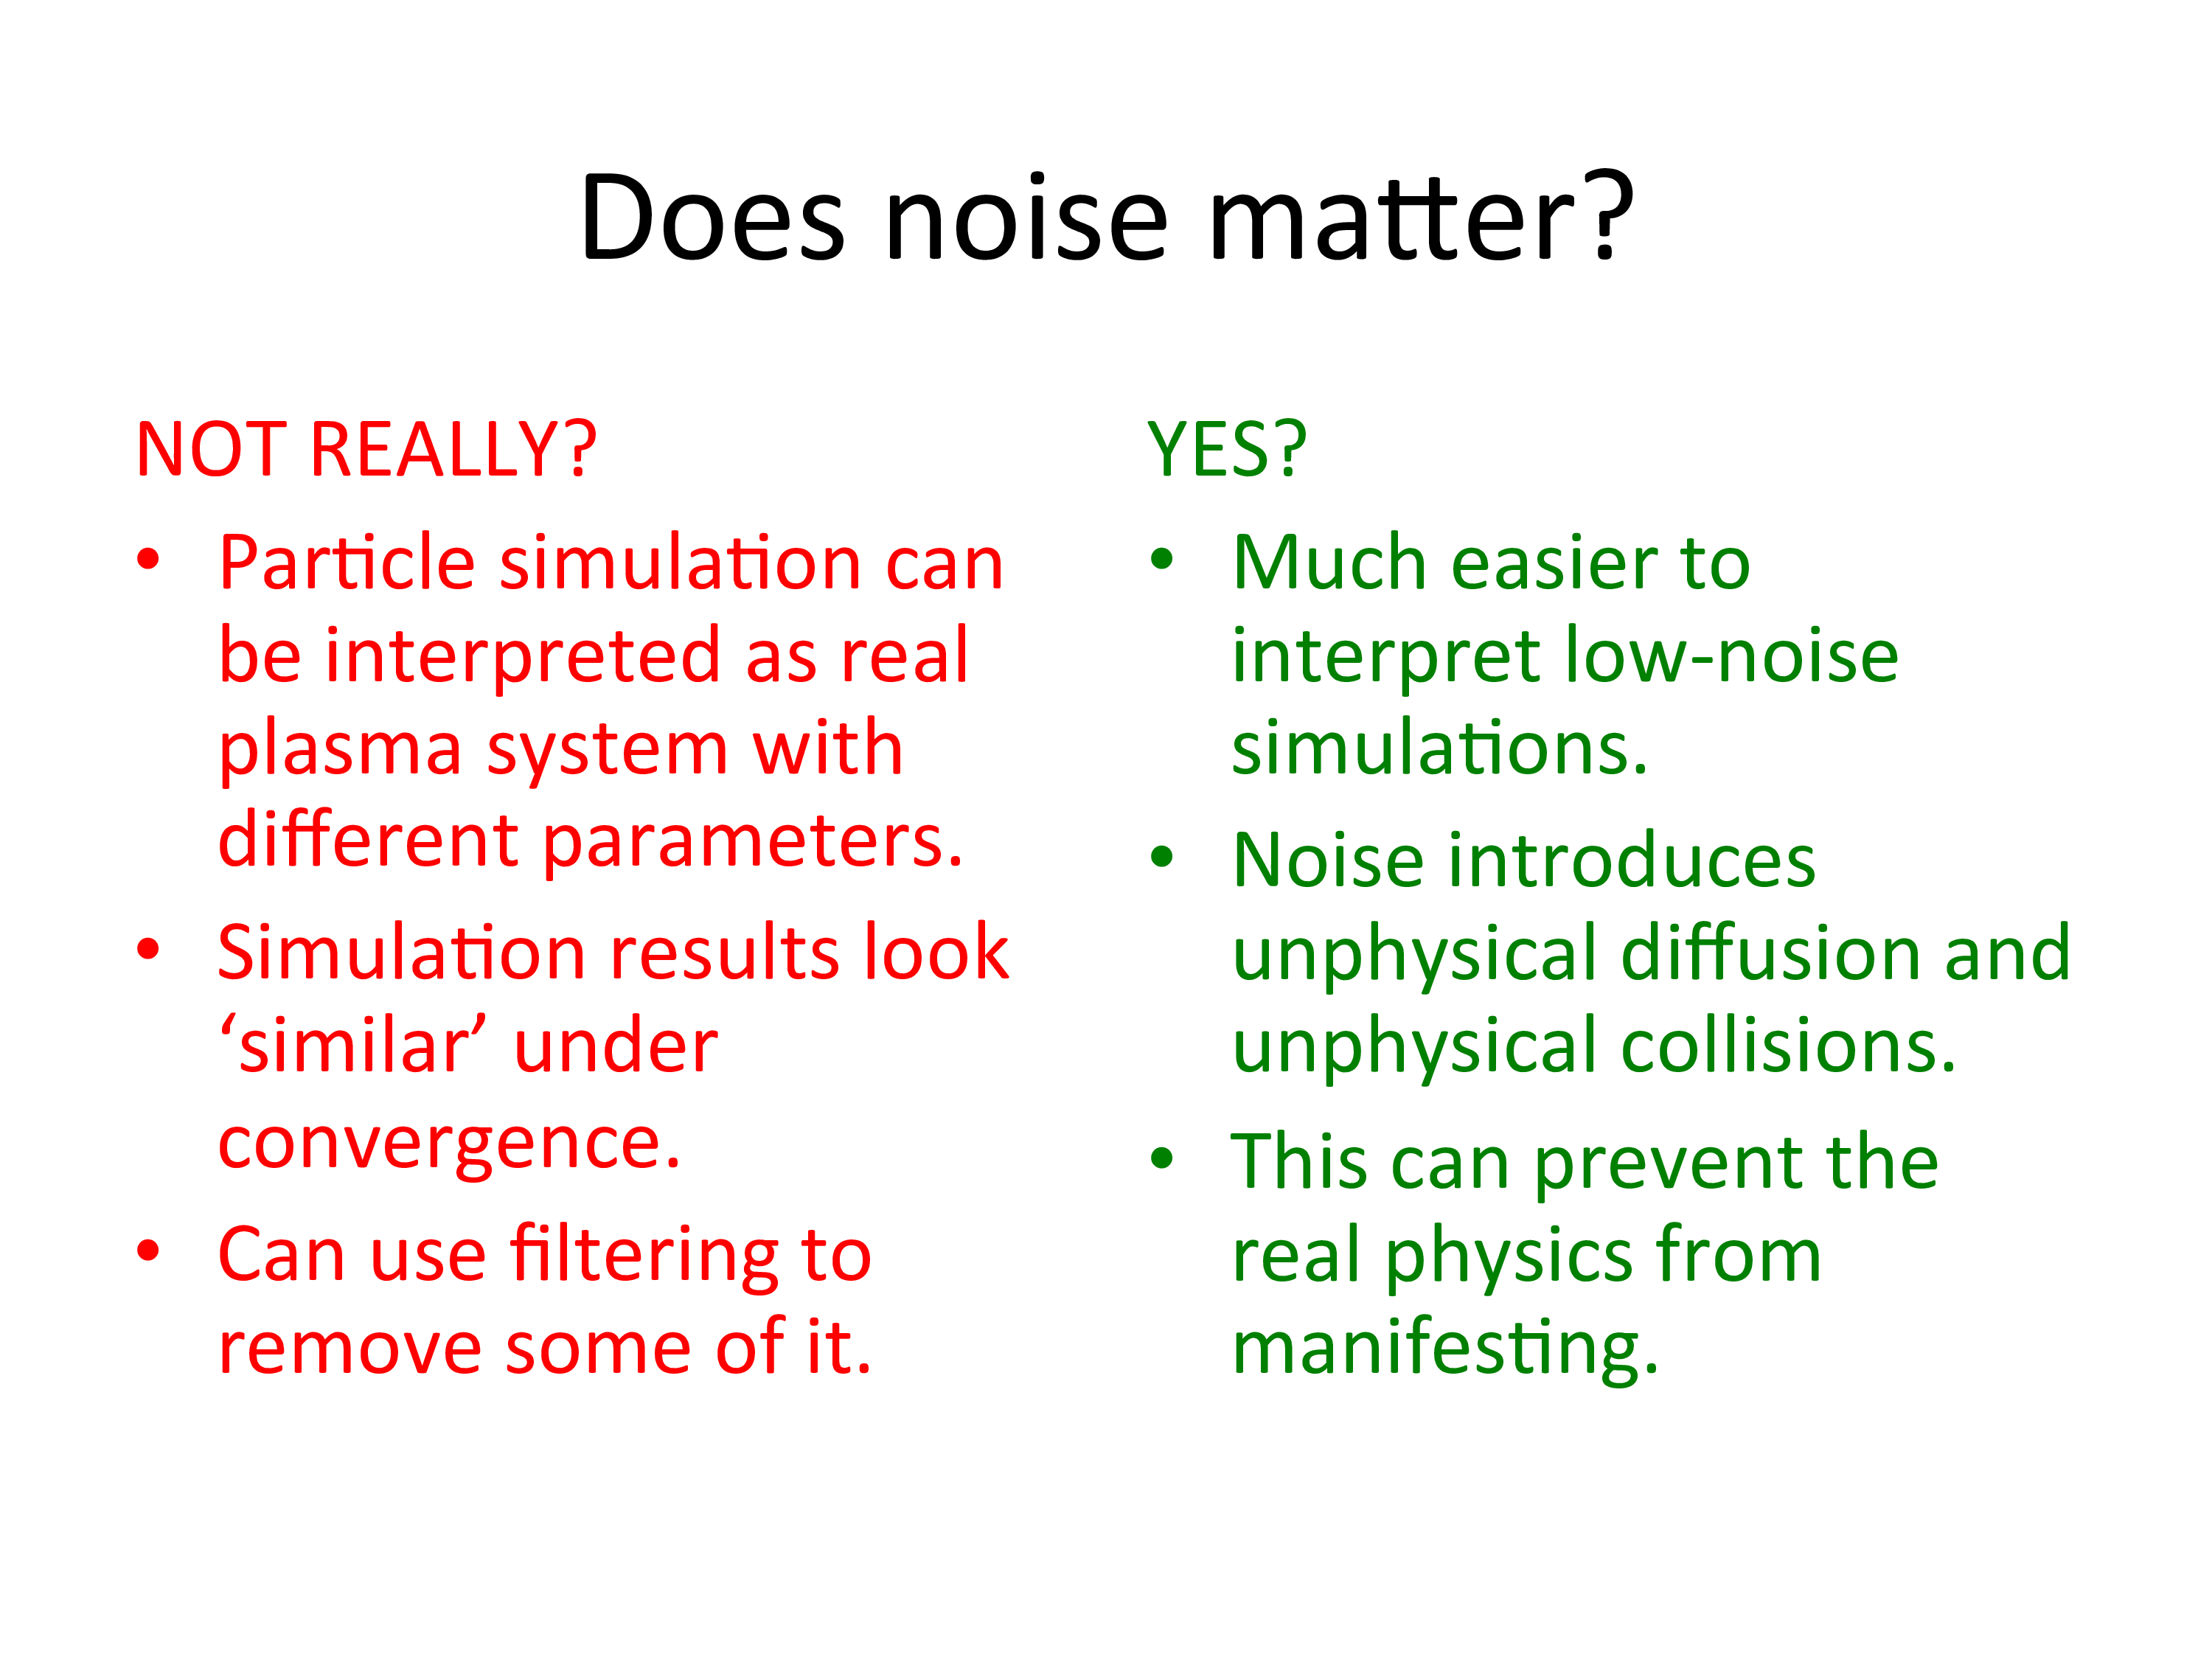 Does noise matter?
NOT REALLY?
• Particle simulation can
be interpreted as real
plasma system with
different parameters.
• Simulation results look
‘similar’ under
convergence.
• Can use filtering to
remove some of it.
YES?
• Much easier to
interpret low-noise
simulations.
• Noise introduces
unphysical diffusion and
unphysical collisions.
• This can prevent the
real physics from
manifesting.